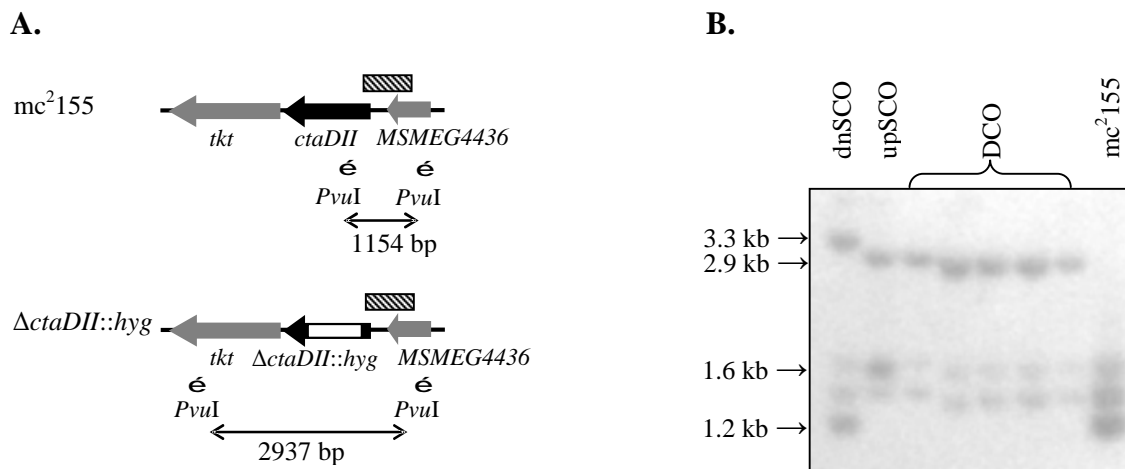 A.
mc²155
tkt ctaDII MSMEG4436
é é
PvuI PvuI
1154 bp
ΔctaDII::hyg
tkt ΔctaDII::hyg MSMEG4436
é é
PvuI PvuI
2937 bp
B.
dnSCO upSCO DCO mc²155
3.3 kb →
2.9 kb →
1.6 kb →
1.2 kb →